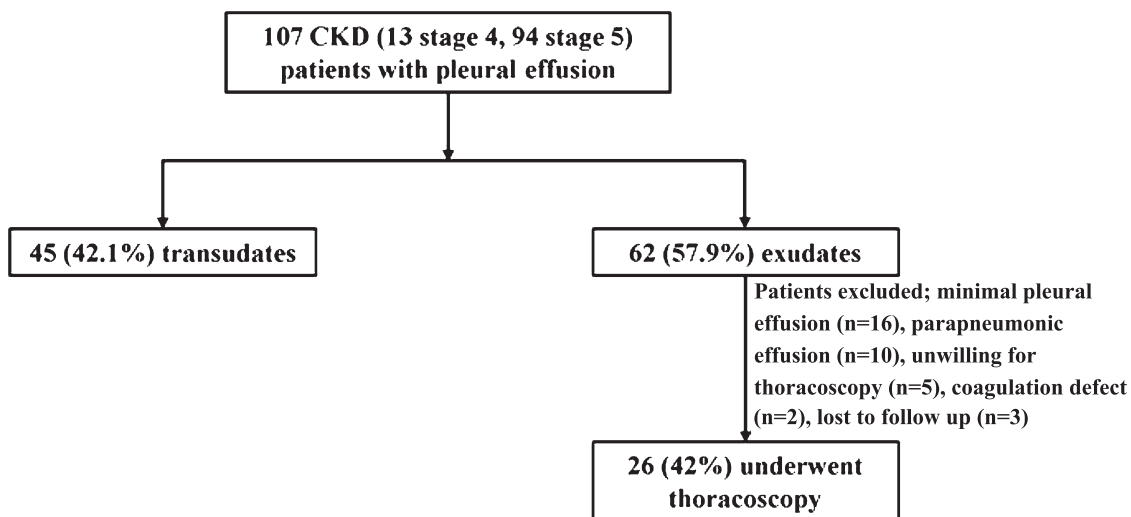 107 CKD (13 stage 4, 94 stage 5)
patients with pleural effusion
45 (42.1%) transudates
62 (57.9%) exudates
Patients excluded; minimal pleural
effusion (n=16), parapneumonic
effusion (n=10), unwilling for
thoracoscopy (n=5), coagulation defect
(n=2), lost to follow up (n=3)
26 (42%) underwent
thoracoscopy